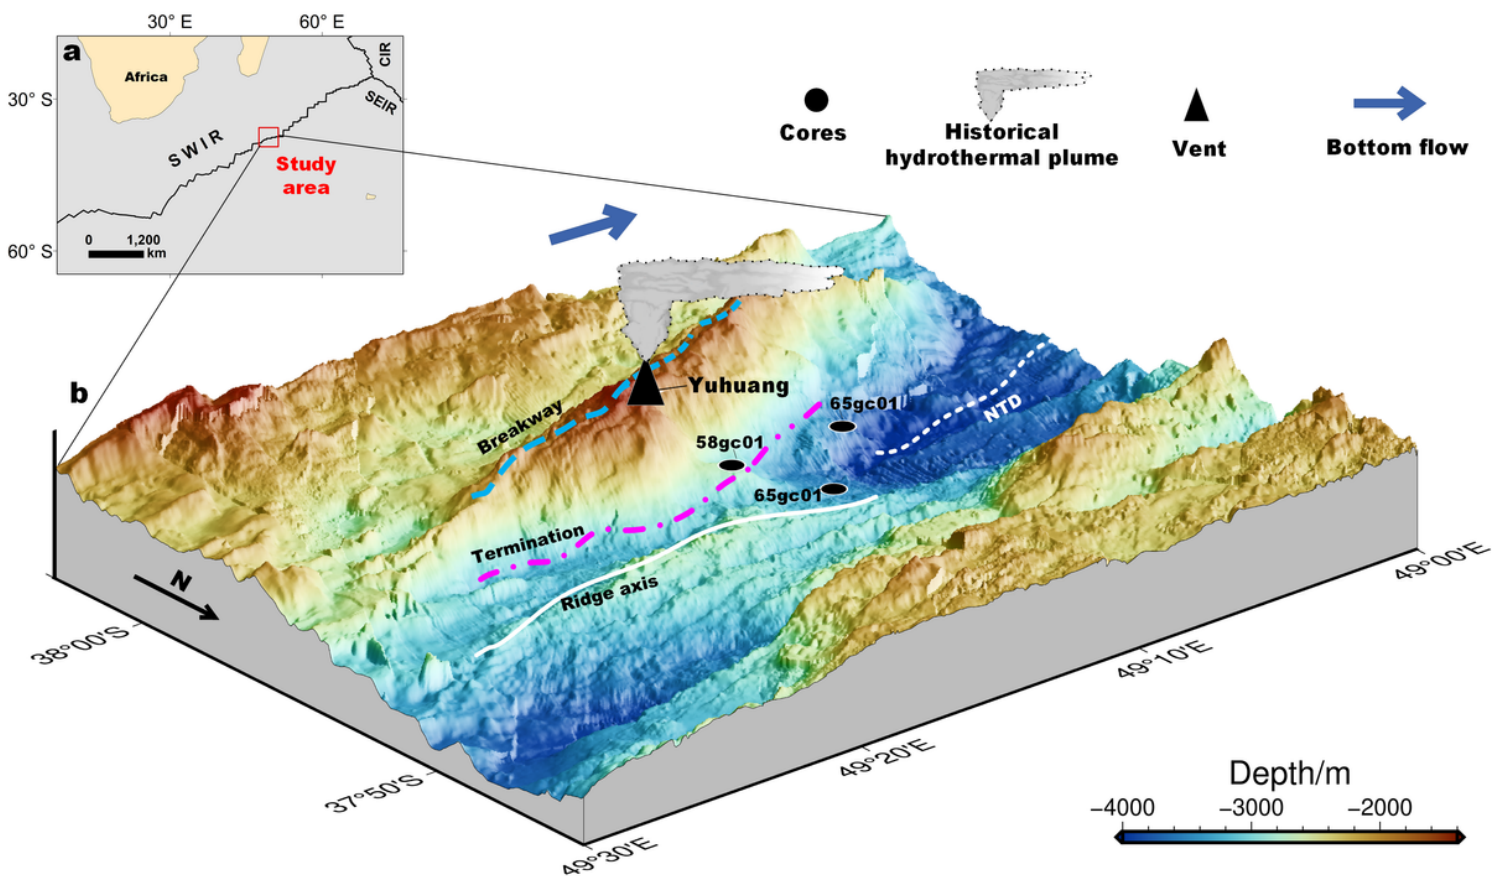 30° E
60° E
a
CIR
Africa
30° S
SEIR
SWIR
Study
area
0
1,200
km
60° S
Cores
Historical
hydrothermal plume
Vent
Bottom flow
b
Yuhuang
Breakway
65gc01
NTD
58gc01
65gc01
Termination
Ridge axis
N
38°00'S
37°50'S
49°30'E
49°20'E
49°10'E
49°00'E
Depth/m
−4000
−3000
−2000